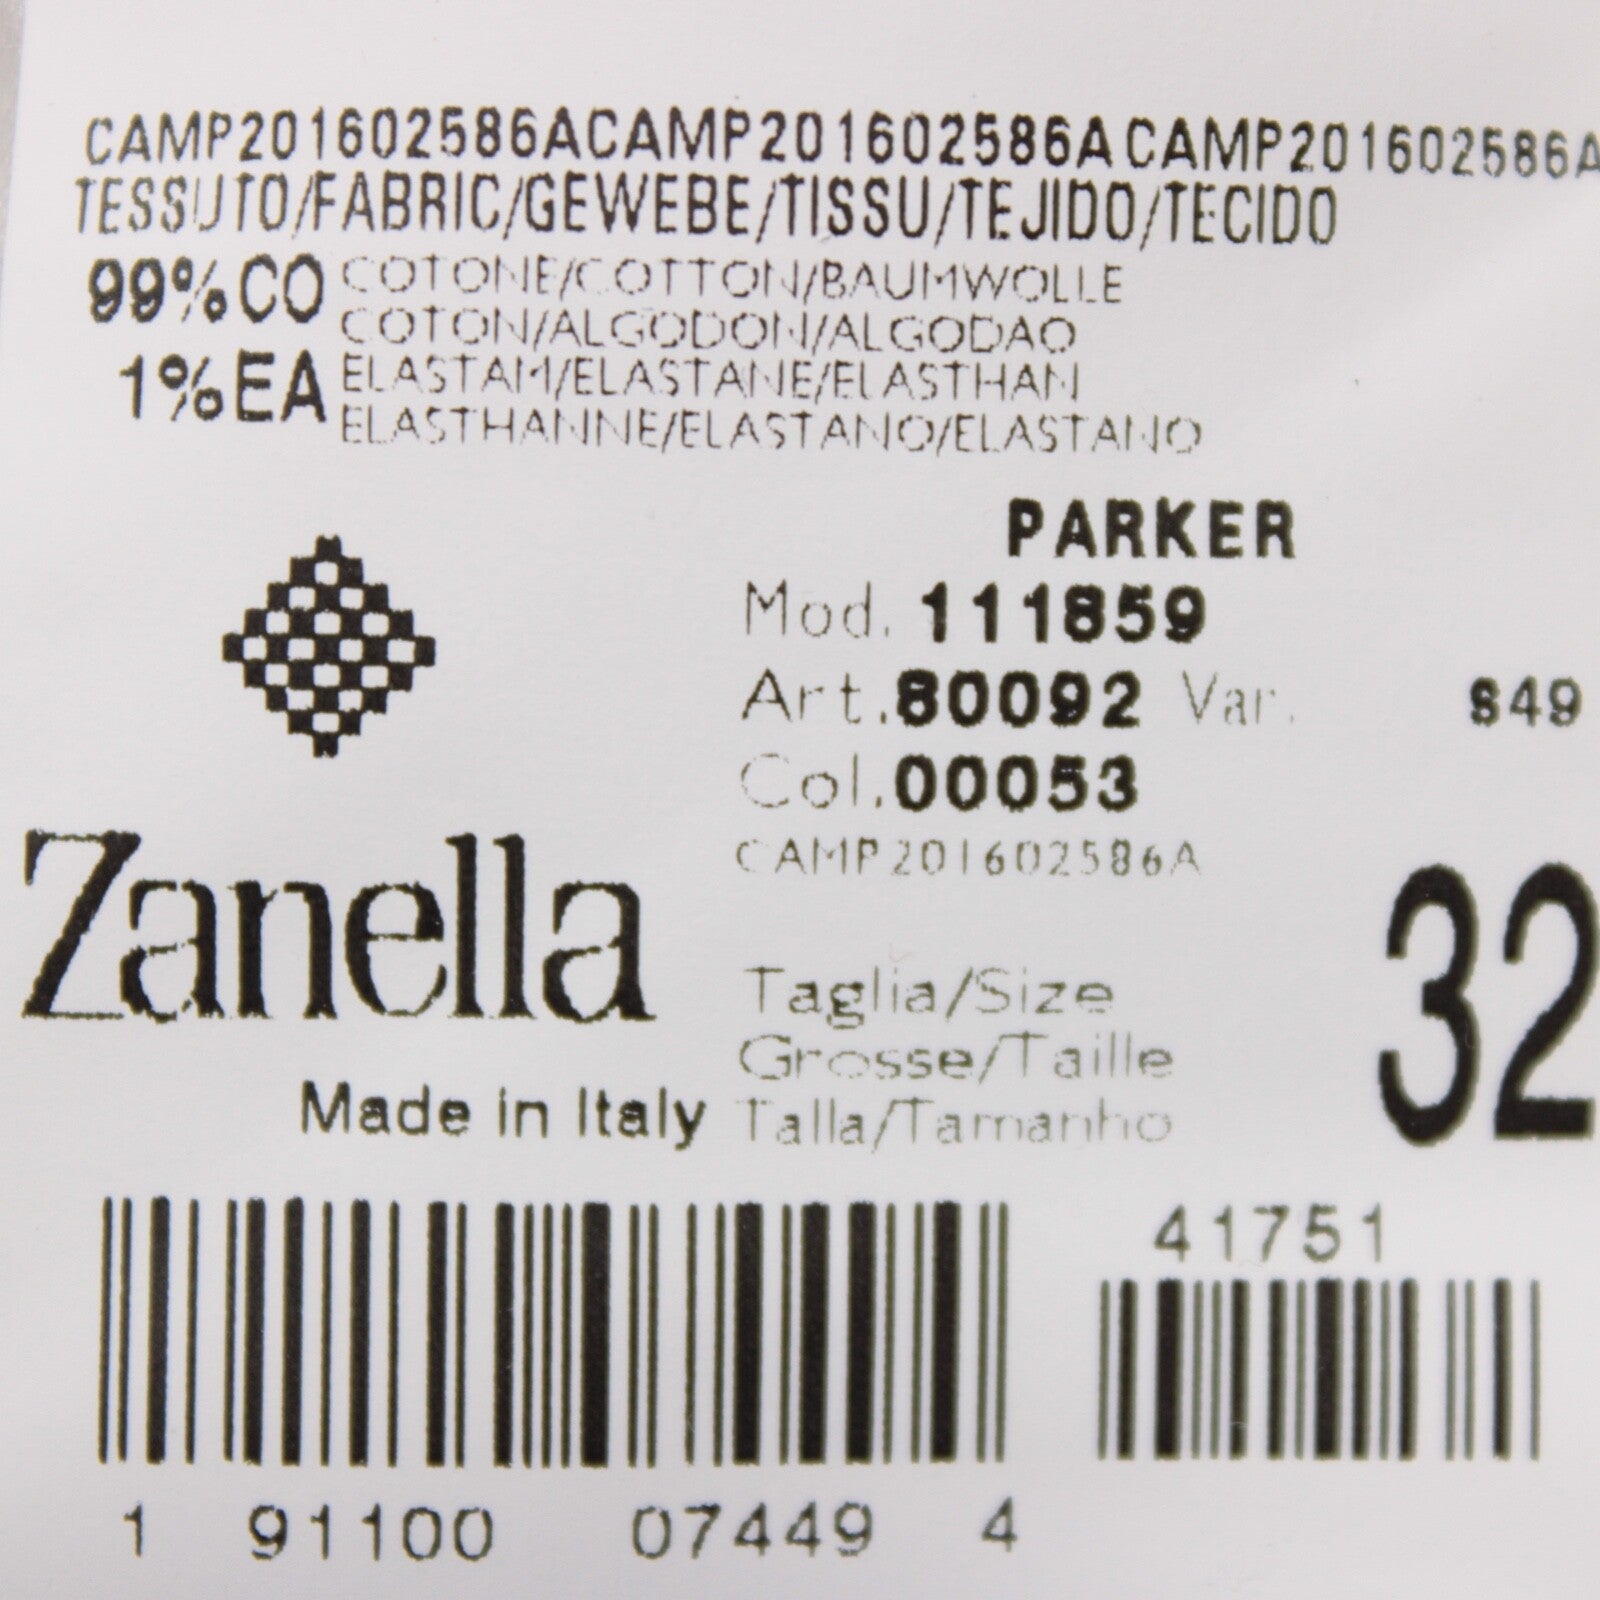 CAMP201602586ACAMP201602586ACAMP201602586A
TESSUTO/FABRIC/GEWEBE/TISSU/TEJIDO/TECIDO
99%CO COTONE/COTTON/BAUMWOLLE
COTON/ALGODON/ALGODAO
1%EA ELASTAM/ELASTANE/ELASTHAN
ELASTHANNE/ELASTANO/ELASTANO
PARKER
Mod. 111859
Art.80092 Var. S49
Col.00053
CAMP201602586A
Zanella
Made in Italy
Taglia/Size
Grosse/Taille
Talla/Tamanho
32
41751
1 91100 07449 4